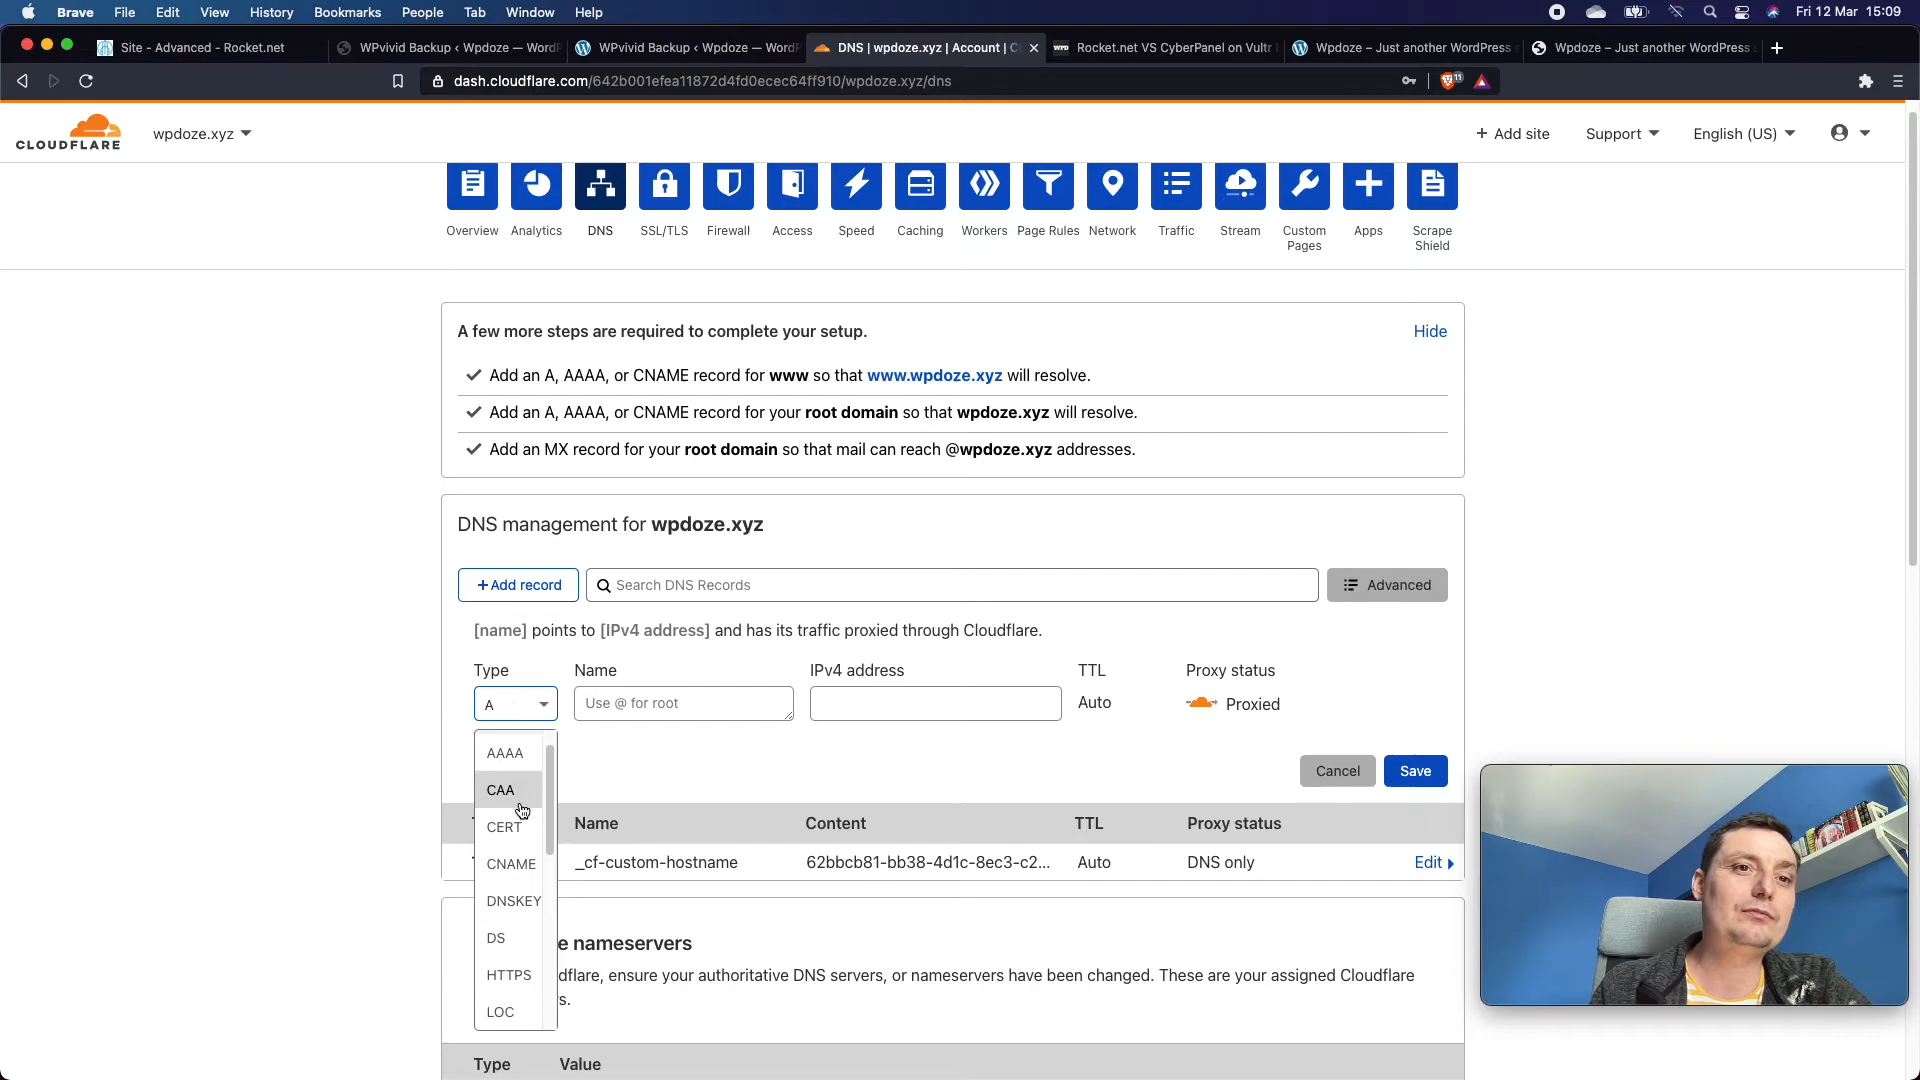 Brave File Edit View History Bookmarks People Tab Window Help Fri 12 Mar 15:09
Site - Advanced - Rocket.net WPvivid Backup ‹ Wpdoze — WordP WPvivid Backup ‹ Wpdoze — WordP DNS | wpdoze.xyz | Account | C Rocket.net VS CyberPanel on Vultr Wpdoze – Just another WordPress Wpdoze – Just another WordPress
dash.cloudflare.com/642b001efea11872d4fd0ecec64ff910/wpdoze.xyz/dns 11
CLOUDFLARE wpdoze.xyz + Add site Support English (US)
Overview Analytics DNS SSL/TLS Firewall Access Speed Caching Workers Page Rules Network Traffic Stream Custom Pages Apps Scrape Shield
A few more steps are required to complete your setup. Hide
Add an A, AAAA, or CNAME record for www so that www.wpdoze.xyz will resolve.
Add an A, AAAA, or CNAME record for your root domain so that wpdoze.xyz will resolve.
Add an MX record for your root domain so that mail can reach @wpdoze.xyz addresses.
DNS management for wpdoze.xyz
+Add record Search DNS Records Advanced
[name] points to [IPv4 address] and has its traffic proxied through Cloudflare.
Type Name IPv4 address TTL Proxy status
A Use @ for root Auto Proxied
AAAA
CAA Cancel Save
CERT Name Content TTL Proxy status
CNAME _cf-custom-hostname 62bbcb81-bb38-4d1c-8ec3-c2... Auto DNS only Edit
DNSKEY
DS e nameservers
HTTPS dflare, ensure your authoritative DNS servers, or nameservers have been changed. These are your assigned Cloudflare
s.
LOC
Type Value